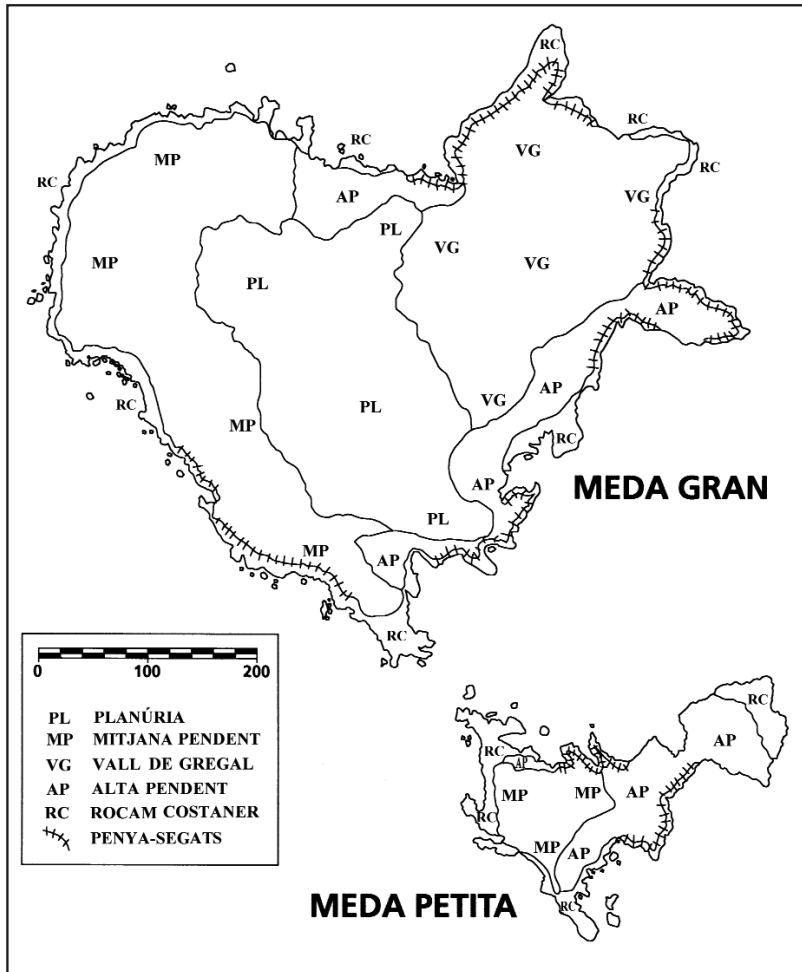 RC
RC
MP
RC
VG
RC
RC
AP
VG
PL
VG
MP
VG
PL
AP
AP
RC
VG
PL
MP
RC
AP
MEDA GRAN
PL
MP
AP
RC
0 100 200
PL PLANÚRIA
MP MITJANA PENDENT
VG VALL DE GREGAL
AP ALTA PENDENT
RC ROCAM COSTANER
PENYA-SEGATS
RC
AP
RC
AP
MP
MP
AP
RC
MP
AP
RC
MEDA PETITA